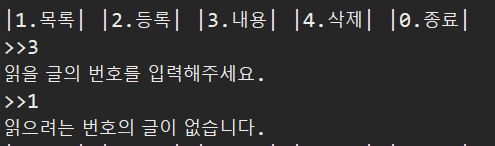 |1.목록| |2.등록| |3.내용| |4.삭제| |0.종료|
>>3
읽을 글의 번호를 입력해주세요.
>>1
읽으려는 번호의 글이 없습니다.